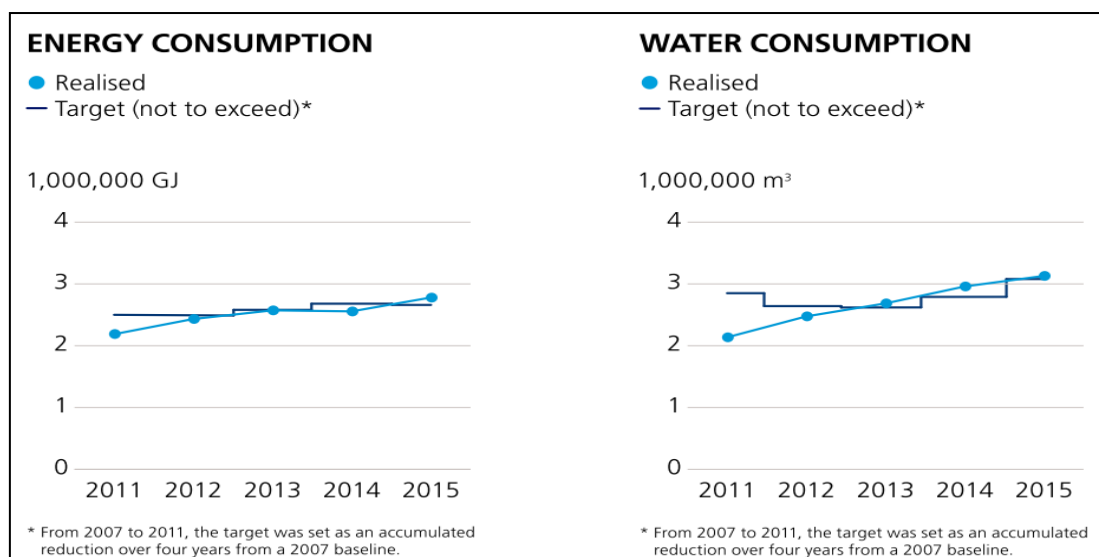 ENERGY CONSUMPTION
Realised
Target (not to exceed)*
1,000,000 GJ
4
3
2
1
0
2011 2012 2013 2014 2015
* From 2007 to 2011, the target was set as an accumulated
reduction over four years from a 2007 baseline.
WATER CONSUMPTION
Realised
Target (not to exceed)*
1,000,000 m³
4
3
2
1
0
2011 2012 2013 2014 2015
* From 2007 to 2011, the target was set as an accumulated
reduction over four years from a 2007 baseline.